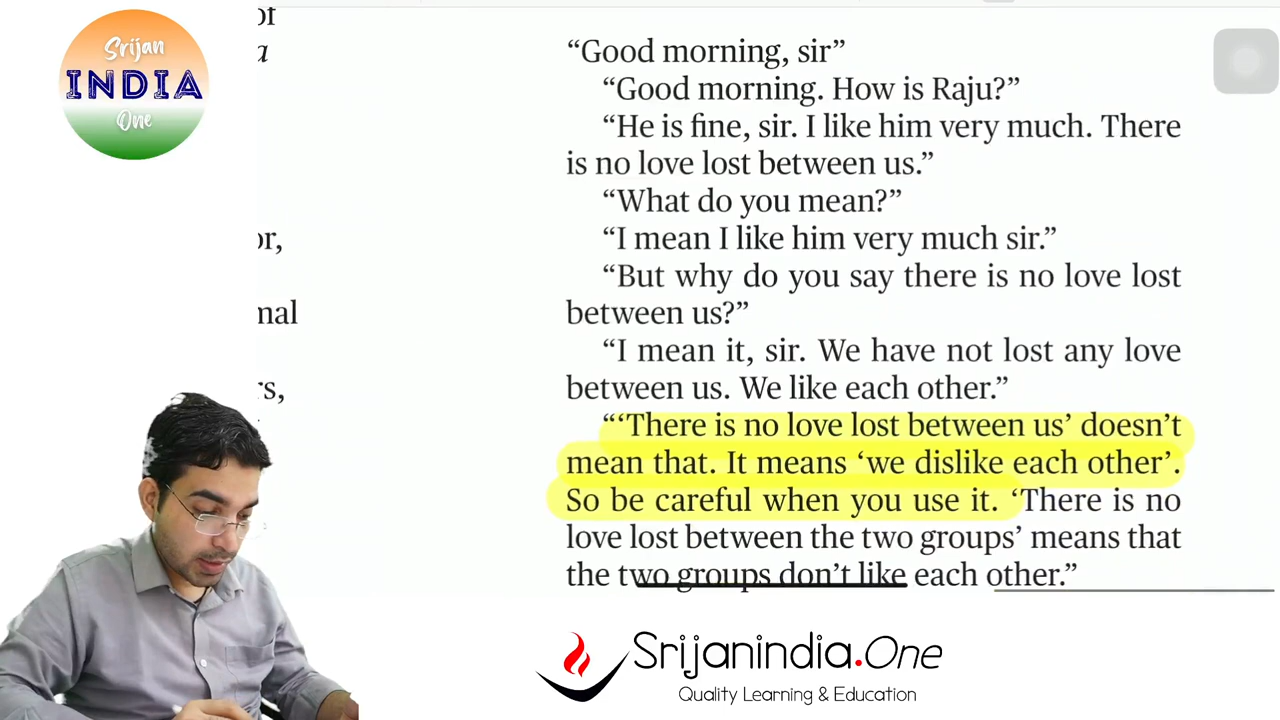 Srijan
INDIA
One
of
a
or,
mal
rs,
“Good morning, sir”
“Good morning. How is Raju?”
“He is fine, sir. I like him very much. There
is no love lost between us.”
“What do you mean?”
“I mean I like him very much sir.”
“But why do you say there is no love lost
between us?”
“I mean it, sir. We have not lost any love
between us. We like each other.”
“‘There is no love lost between us’ doesn’t
mean that. It means ‘we dislike each other’.
So be careful when you use it. ‘There is no
love lost between the two groups’ means that
the two groups don’t like each other.”
Srijanindia.One
Quality Learning & Education